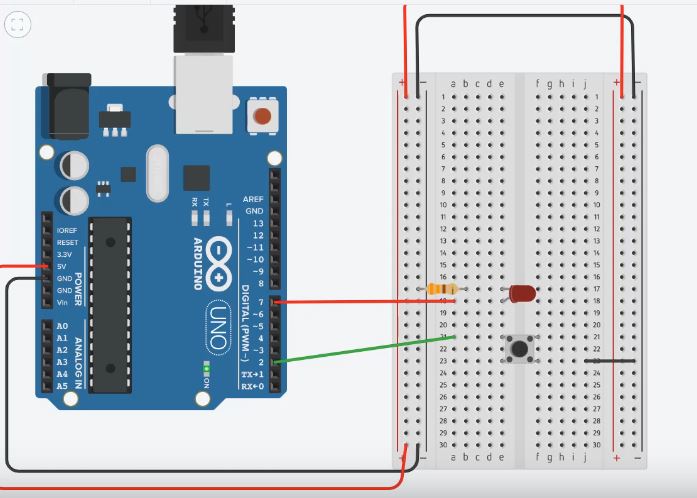 + − a b c d e f g h i j + −
1 1
2 2
3 3
4 4
5 5
6 6
7 7
8 8
9 9
10 10
11 11
12 12
13 13
14 14
15 15
16 16
17 17
18 18
19 19
20 20
21 21
22 22
23 23
24 24
25 25
26 26
27 27
28 28
29 29
30 30
+ − a b c d e f g h i j + −
RX
TX
L
ARDUINO
UNO
ON
IOREF
RESET
3.3V
5V
GND
GND
Vin
POWER
A0
A1
A2
A3
A4
A5
ANALOG IN
AREF
GND
13
12
~11
~10
~9
8
7
~6
~5
4
~3
2
TX→1
RX←0
DIGITAL (PWM~)